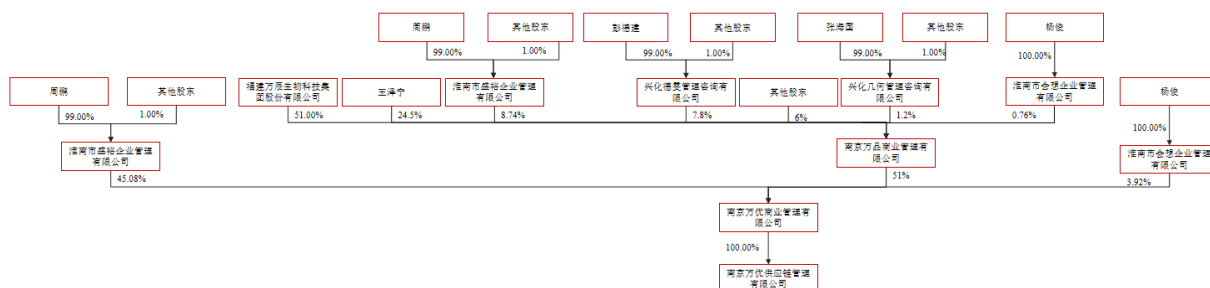 周鹏
其他股东
彭德建
其他股东
张海国
其他股东
杨俊
99.00%
1.00%
99.00%
1.00%
99.00%
1.00%
100.00%
周鹏
其他股东
福建万辰生物科技集
团股份有限公司
王泽宁
淮南市盛裕企业管理
有限公司
兴化德旻管理咨询有
限公司
其他股东
兴化几何管理咨询有
限公司
淮南市会想企业管理
有限公司
杨俊
99.00%
1.00%
51.00%
24.5%
8.74%
7.8%
6%
1.2%
0.76%
100.00%
淮南市盛裕企业管理
有限公司
南京万品商业管理有
限公司
淮南市会想企业管理
有限公司
45.08%
51%
3.92%
南京万优商业管理有
限公司
100.00%
南京万优供应链管理
有限公司